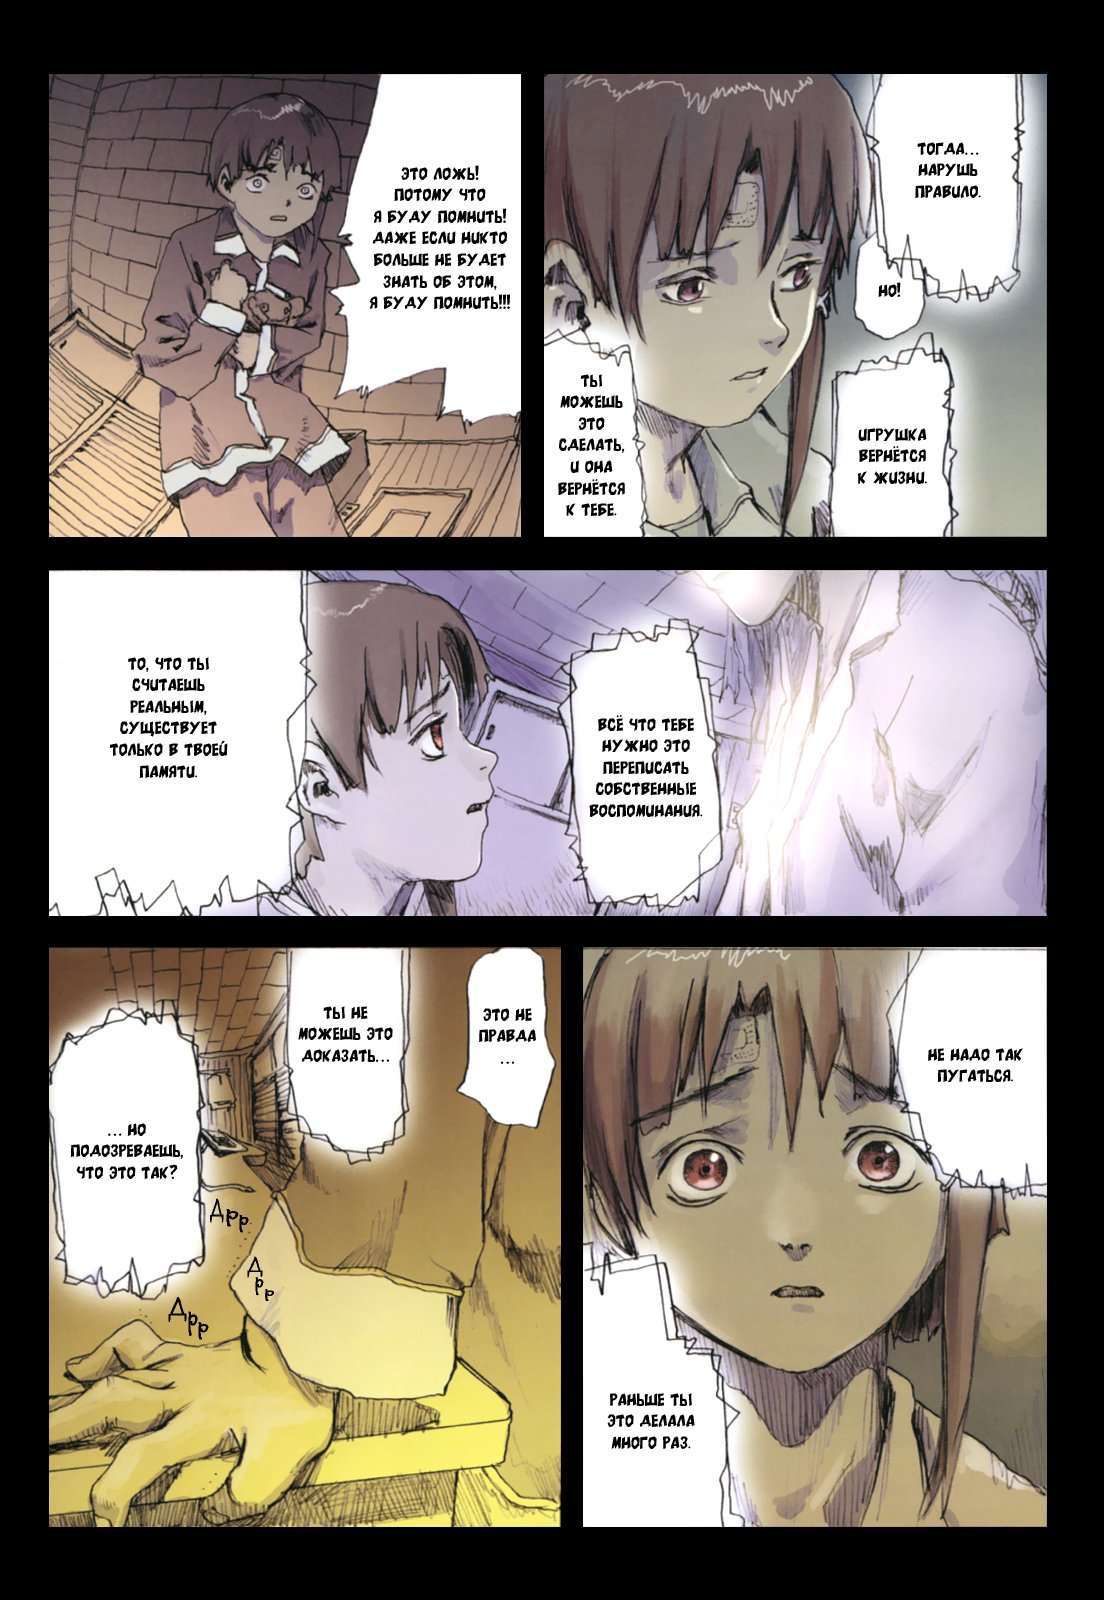 ТОГДА...
НАРУШЬ
ПРАВИЛО.
НО!
ИГРУШКА
ВЕРНЁТСЯ
К ЖИЗНИ.
ТЫ
МОЖЕШЬ
ЭТО
СДЕЛАТЬ,
И ОНА
ВЕРНЁТСЯ
К ТЕБЕ.
ЭТО ЛОЖЬ!
ПОТОМУ ЧТО
Я БУДУ ПОМНИТЬ!
ДАЖЕ ЕСЛИ НИКТО
БОЛЬШЕ НЕ БУДЕТ
ЗНАТЬ ОБ ЭТОМ,
Я БУДУ ПОМНИТЬ!!!
ВСЁ ЧТО ТЕБЕ
НУЖНО ЭТО
ПЕРЕПИСАТЬ
СОБСТВЕННЫЕ
ВОСПОМИНАНИЯ.
ТО, ЧТО ТЫ
СЧИТАЕШЬ
РЕАЛЬНЫМ,
СУЩЕСТВУЕТ
ТОЛЬКО В ТВОЕЙ
ПАМЯТИ.
НЕ НАДО ТАК
ПУГАТЬСЯ.
РАНЬШЕ ТЫ
ЭТО ДЕЛАЛА
МНОГО РАЗ.
ЭТО НЕ
ПРАВДА
...
ТЫ НЕ
МОЖЕШЬ ЭТО
ДОКАЗАТЬ...
... НО
ПОДОЗРЕВАЕШЬ,
ЧТО ЭТО ТАК?
Дрр
Дрр
Дрр